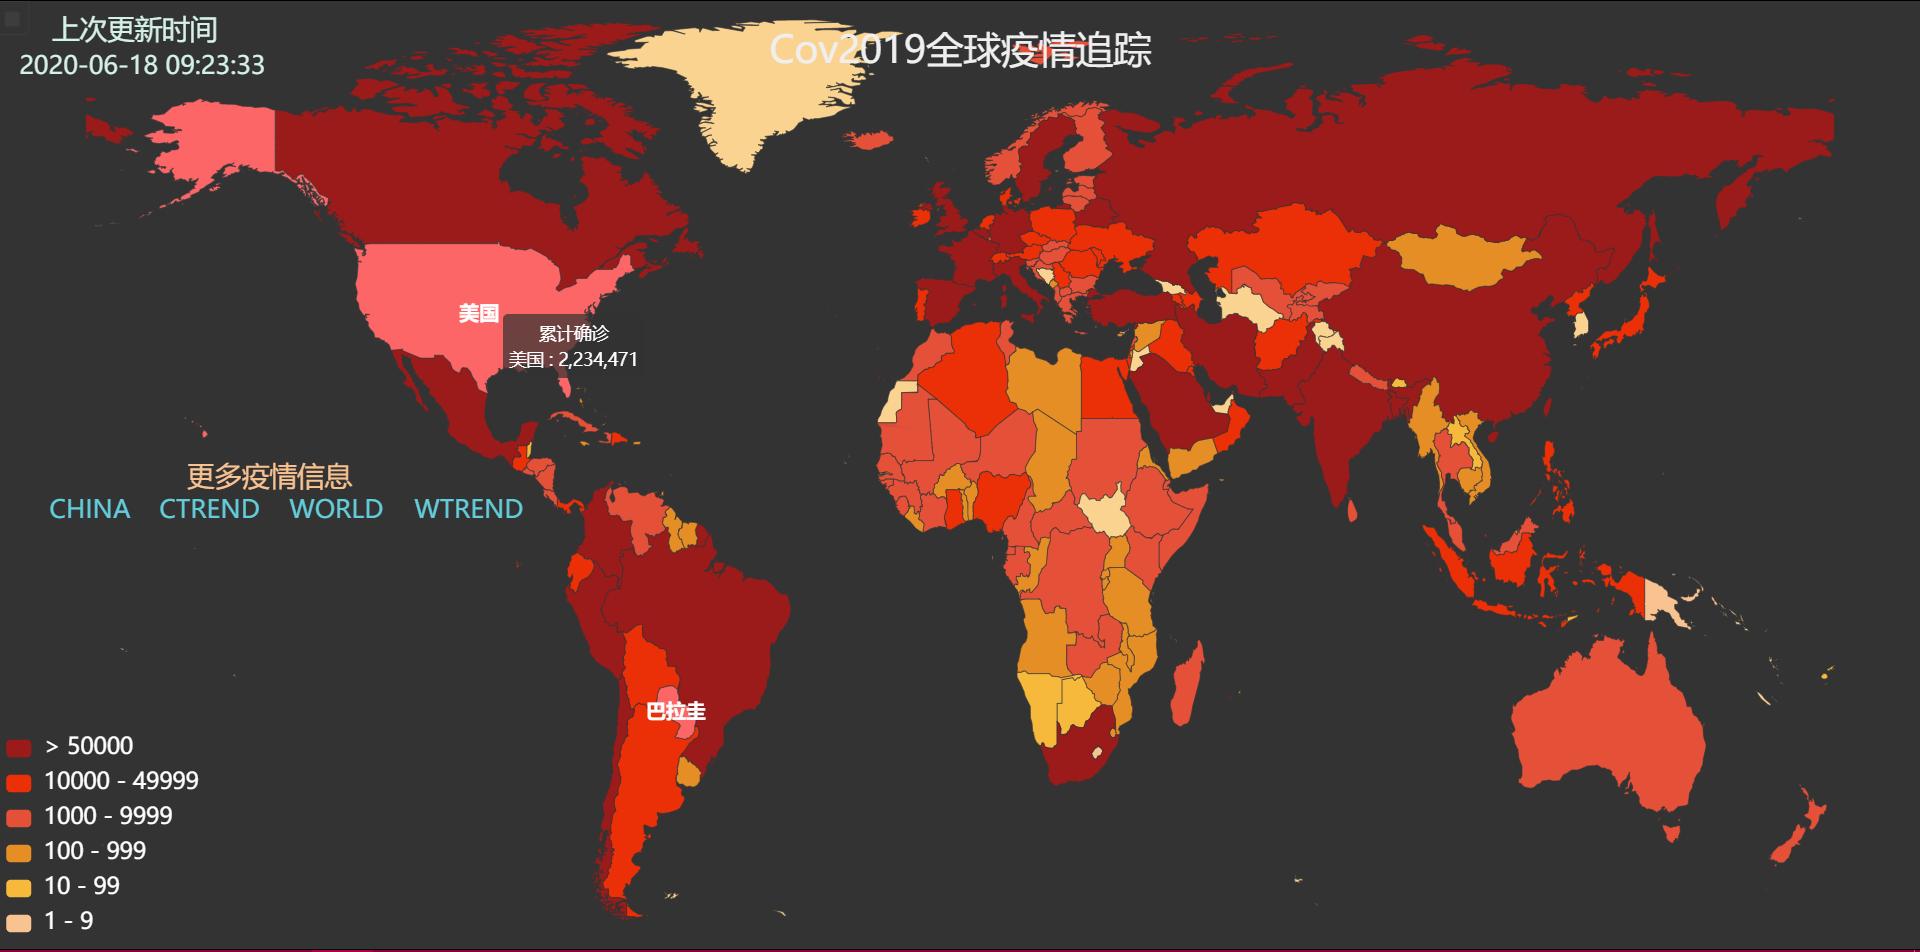 上次更新时间
2020-06-18 09:23:33
Cov2019全球疫情追踪
美国
累计确诊
美国 : 2,234,471
更多疫情信息
CHINA CTREND WORLD WTREND
巴拉圭
> 50000
10000 - 49999
1000 - 9999
100 - 999
10 - 99
1 - 9